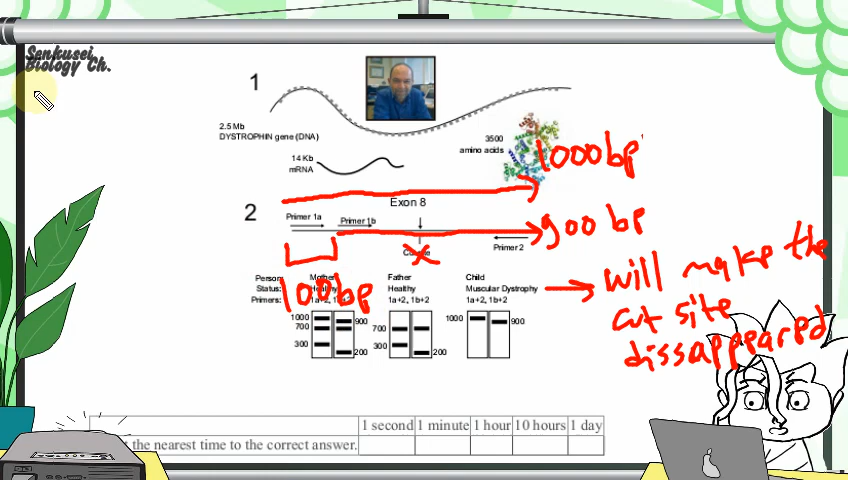 Senkusei
Biology Ch.
1
2.5 Mb
DYSTROPHIN gene (DNA)
14 Kb
mRNA
3500
amino acids
1000bp
Exon 8
2
Primer 1a
Primer 1b
900 bp
Primer 2
X
100bp
Person:
Status:
Primers:
Mother
Healthy
1a+2, 1b+2
Father
Healthy
1a+2, 1b+2
Child
Muscular Dystrophy
1a+2, 1b+2
will make the
cut site
dissappeared
1000
700
300
900
200
700
300
200
1000
900
1 second 1 minute 1 hour 10 hours 1 day
the nearest time to the correct answer.